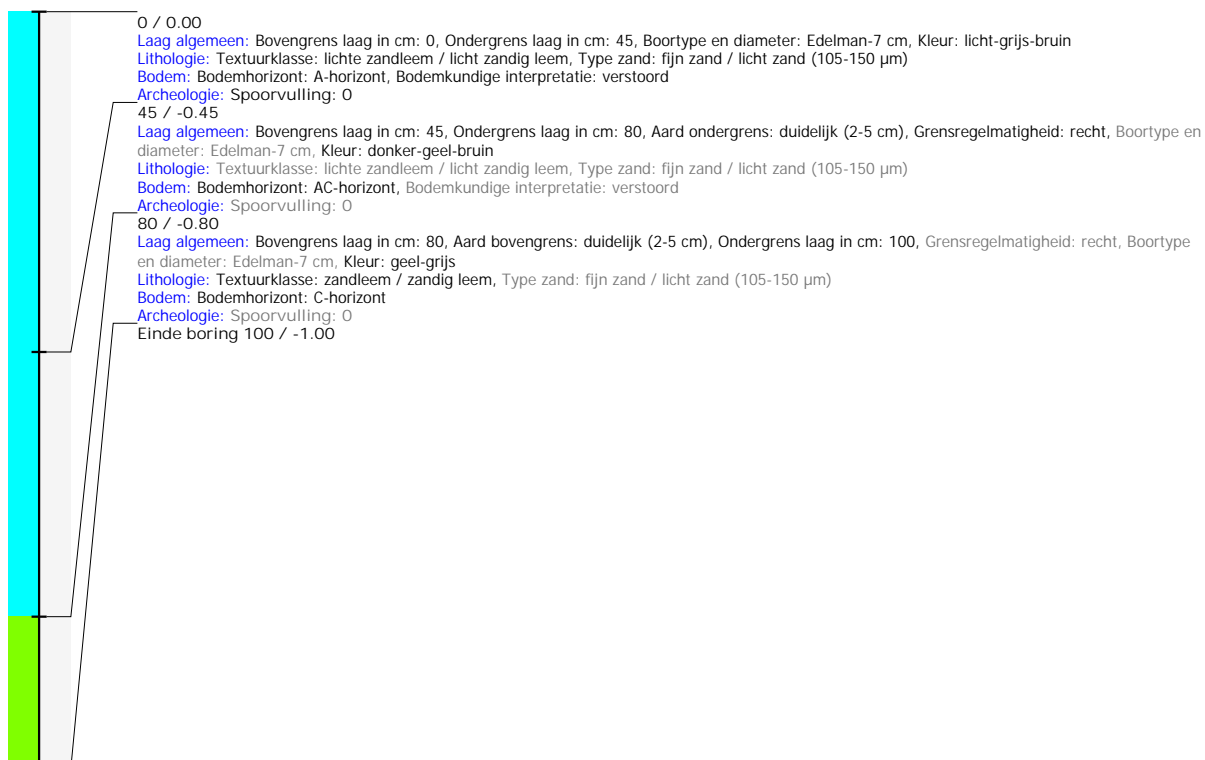 0 / 0.00
Laag algemeen: Bovengrens laag in cm: 0, Ondergrens laag in cm: 45, Boortype en diameter: Edelman-7 cm, Kleur: licht-grijs-bruin
Lithologie: Textuurklasse: lichte zandleem / licht zandig leem, Type zand: fijn zand / licht zand (105-150 µm)
Bodem: Bodemhorizont: A-horizont, Bodemkundige interpretatie: verstoord
Archeologie: Spoorvulling: 0
45 / -0.45
Laag algemeen: Bovengrens laag in cm: 45, Ondergrens laag in cm: 80, Aard ondergrens: duidelijk (2-5 cm), Grensregelmatigheid: recht, Boortype en
diameter: Edelman-7 cm, Kleur: donker-geel-bruin
Lithologie: Textuurklasse: lichte zandleem / licht zandig leem, Type zand: fijn zand / licht zand (105-150 µm)
Bodem: Bodemhorizont: AC-horizont, Bodemkundige interpretatie: verstoord
Archeologie: Spoorvulling: 0
80 / -0.80
Laag algemeen: Bovengrens laag in cm: 80, Aard bovengrens: duidelijk (2-5 cm), Ondergrens laag in cm: 100, Grensregelmatigheid: recht, Boortype
en diameter: Edelman-7 cm, Kleur: geel-grijs
Lithologie: Textuurklasse: zandleem / zandig leem, Type zand: fijn zand / licht zand (105-150 µm)
Bodem: Bodemhorizont: C-horizont
Archeologie: Spoorvulling: 0
Einde boring 100 / -1.00